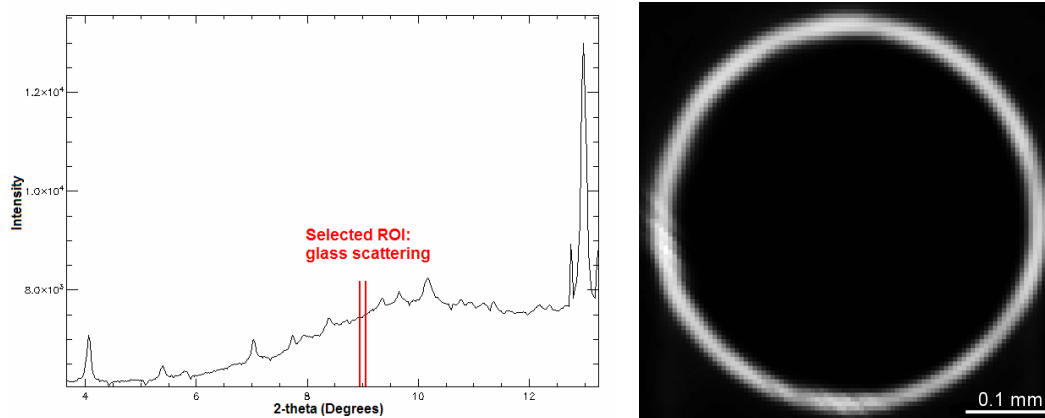 1.2×10⁴
1.0×10⁴
8.0×10³
Intensity
Selected ROI:
glass scattering
4 6 8 10 12
2-theta (Degrees)
0.1 mm